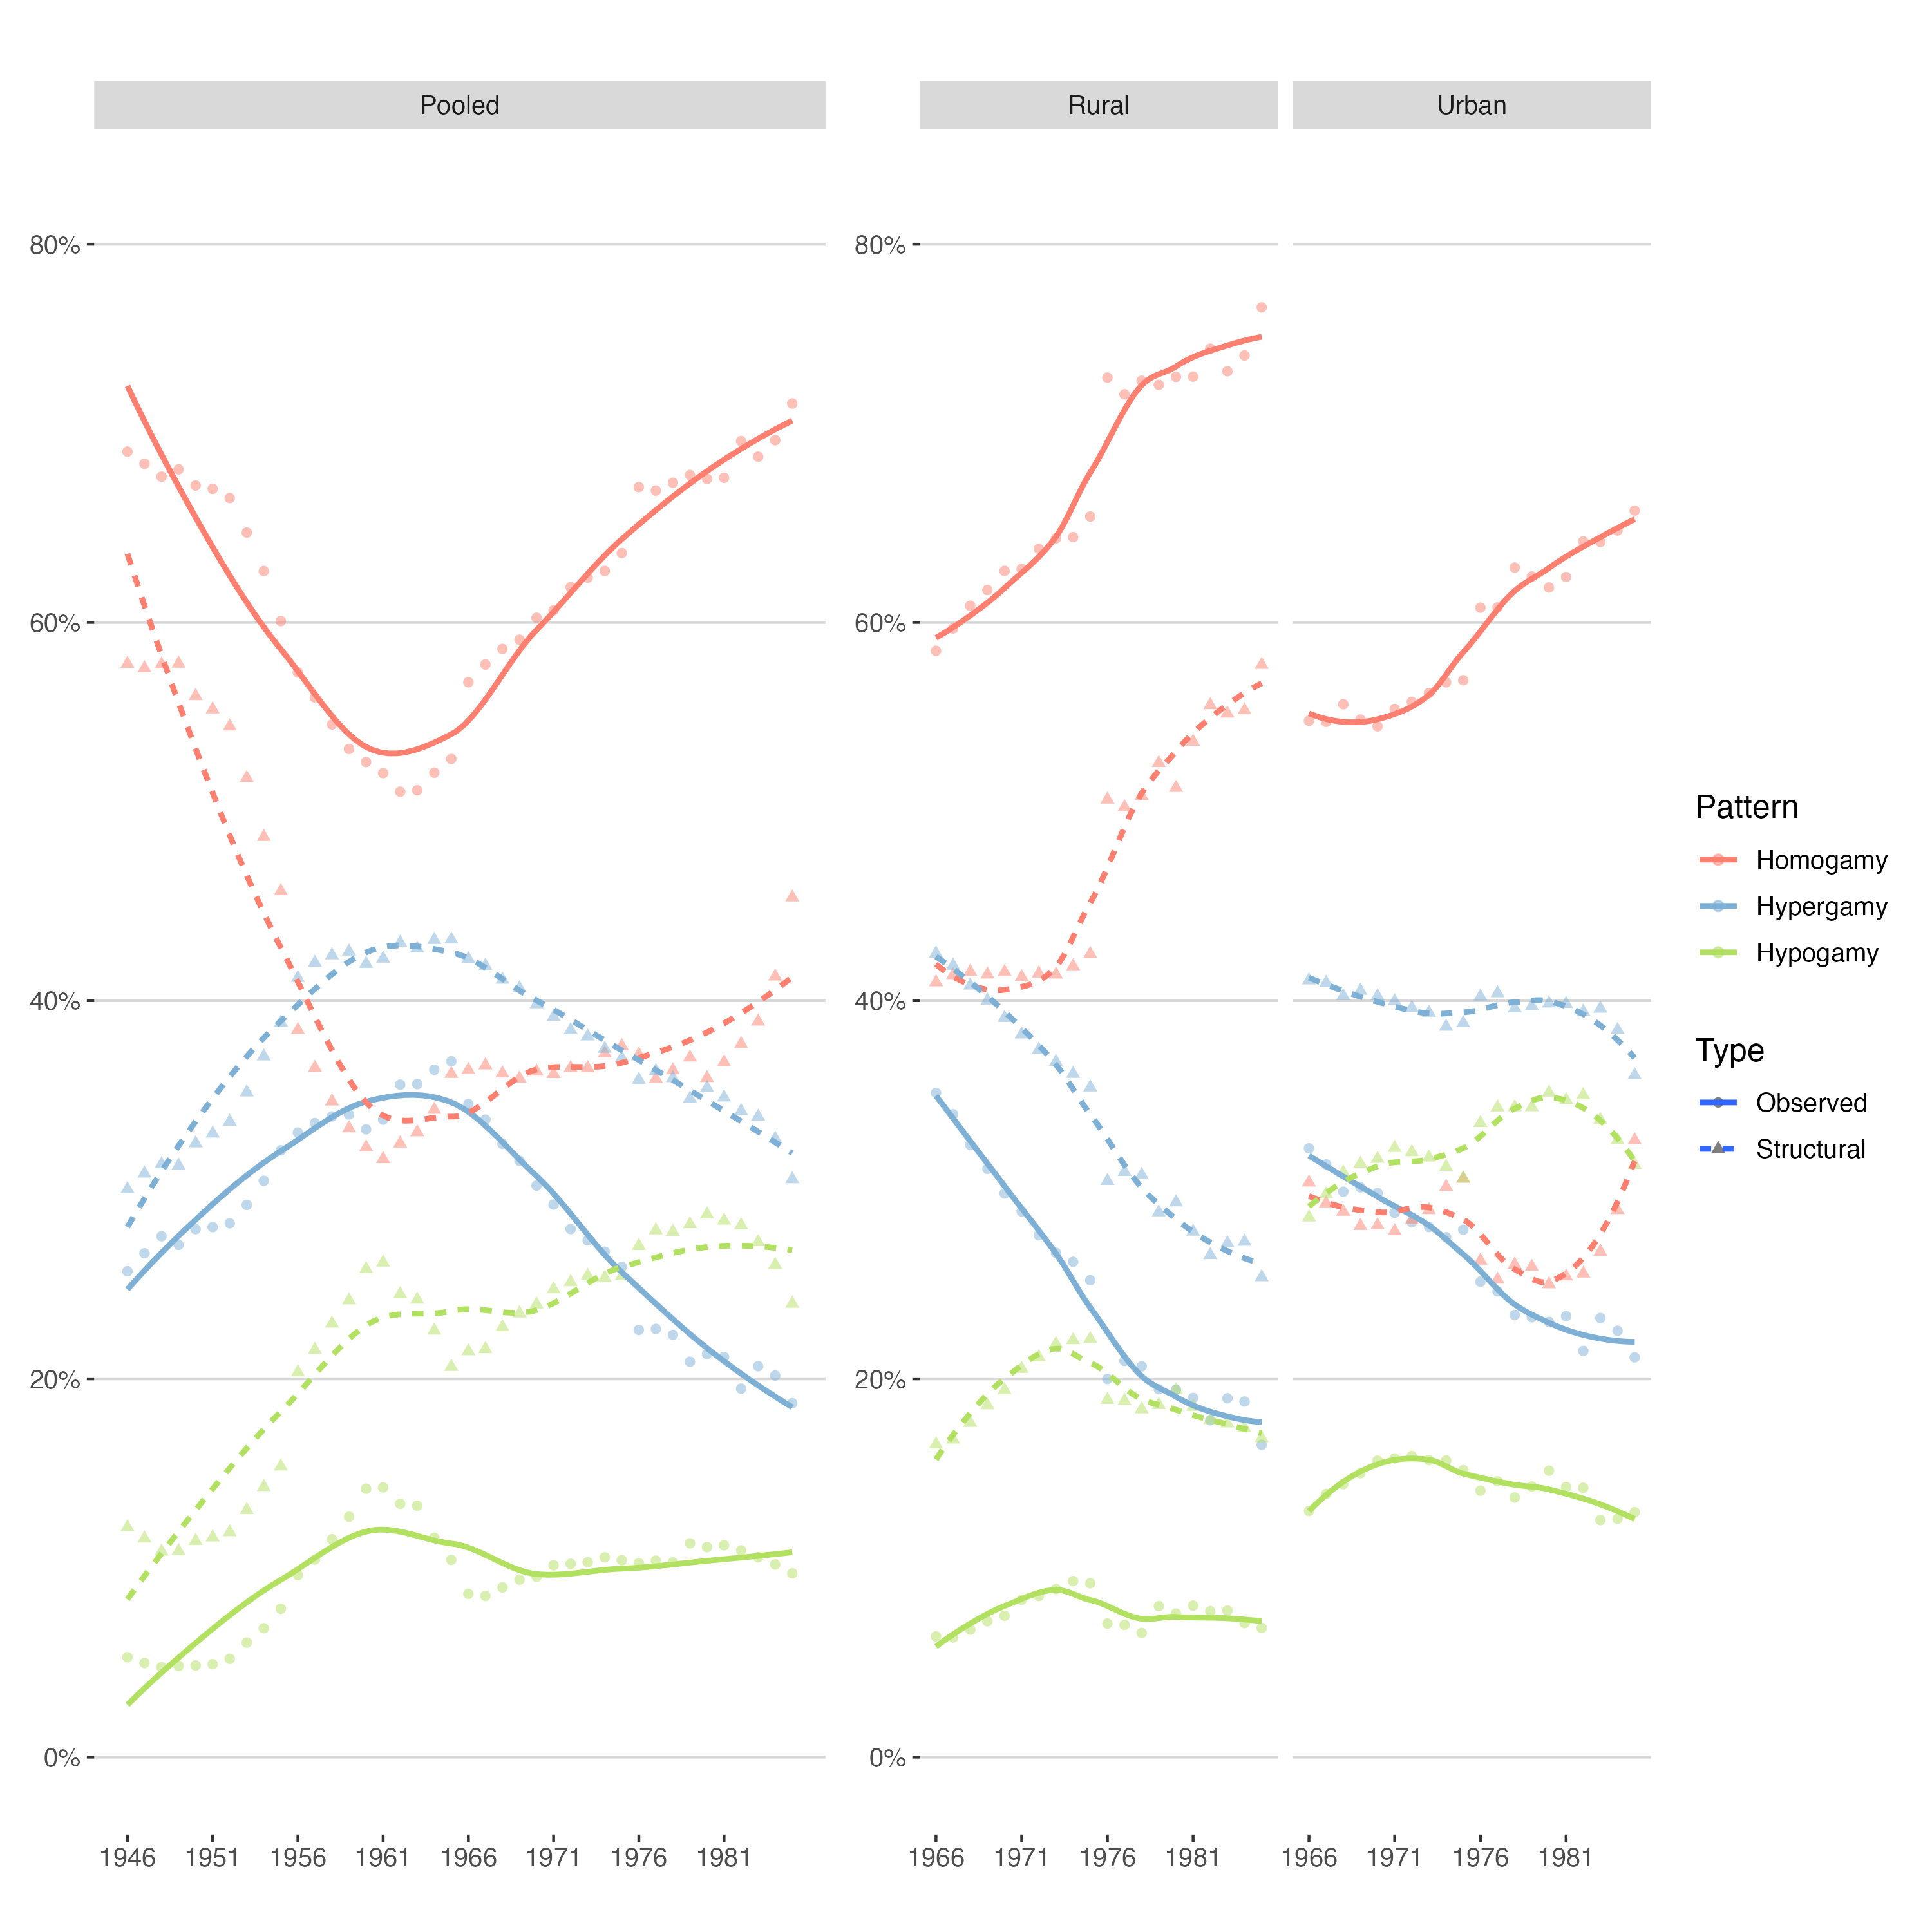 Pooled Rural Urban
80% 80%
60% 60%
40% 40%
20% 20%
0% 0%
1946 1951 1956 1961 1966 1971 1976 1981 1966 1971 1976 1981 1966 1971 1976 1981
Pattern
Homogamy
Hypergamy
Hypogamy
Type
Observed
Structural